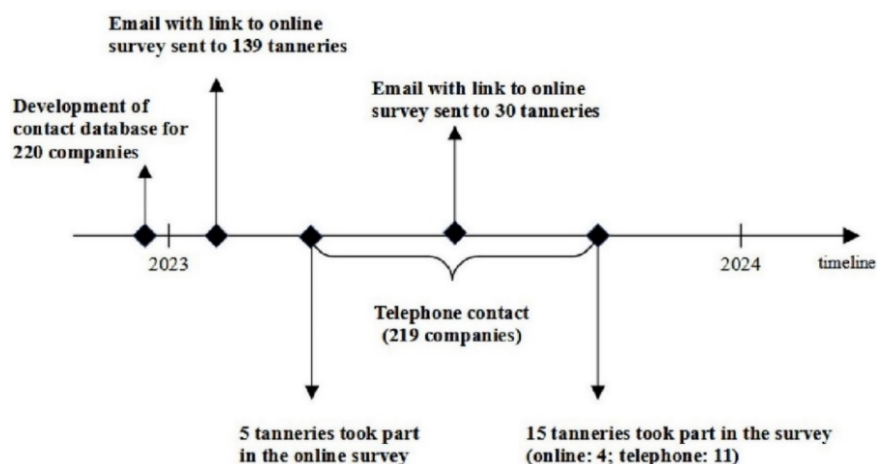 Email with link to online
survey sent to 139 tanneries
Email with link to online
survey sent to 30 tanneries
Development of
contact database for
220 companies
2023
2024
timeline
Telephone contact
(219 companies)
5 tanneries took part
in the online survey
15 tanneries took part in the survey
(online: 4; telephone: 11)